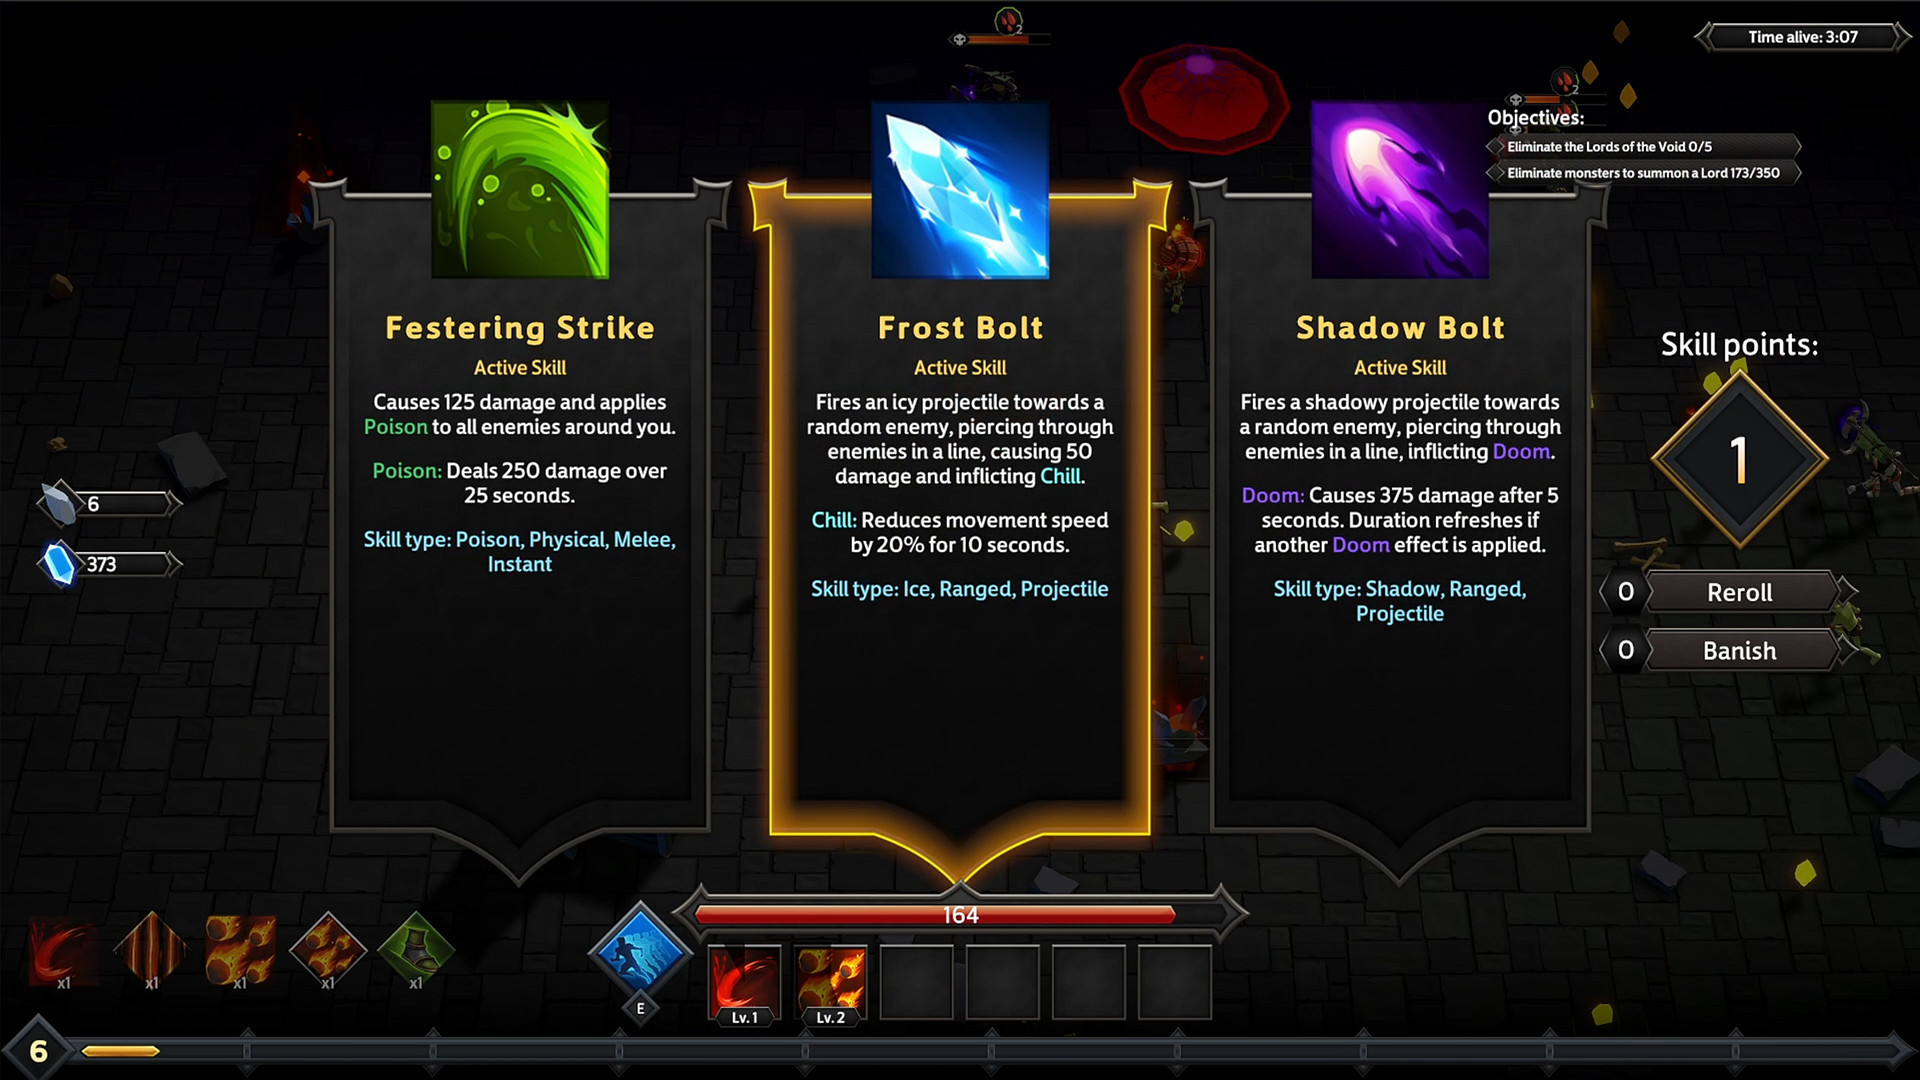 2
Time alive: 3:07
2
Objectives:
Eliminate the Lords of the Void 0/5
Eliminate monsters to summon a Lord 173/350
Festering Strike
Active Skill
Causes 125 damage and applies
Poison to all enemies around you.
Poison: Deals 250 damage over
25 seconds.
Skill type: Poison, Physical, Melee,
Instant
Frost Bolt
Active Skill
Fires an icy projectile towards a
random enemy, piercing through
enemies in a line, causing 50
damage and inflicting Chill.
Chill: Reduces movement speed
by 20% for 10 seconds.
Skill type: Ice, Ranged, Projectile
Shadow Bolt
Active Skill
Fires a shadowy projectile towards
a random enemy, piercing through
enemies in a line, inflicting Doom.
Doom: Causes 375 damage after 5
seconds. Duration refreshes if
another Doom effect is applied.
Skill type: Shadow, Ranged,
Projectile
Skill points:
1
0 Reroll
0 Banish
6
373
164
x1 x1 x1 x1 x1
E
Lv.1 Lv.2
6